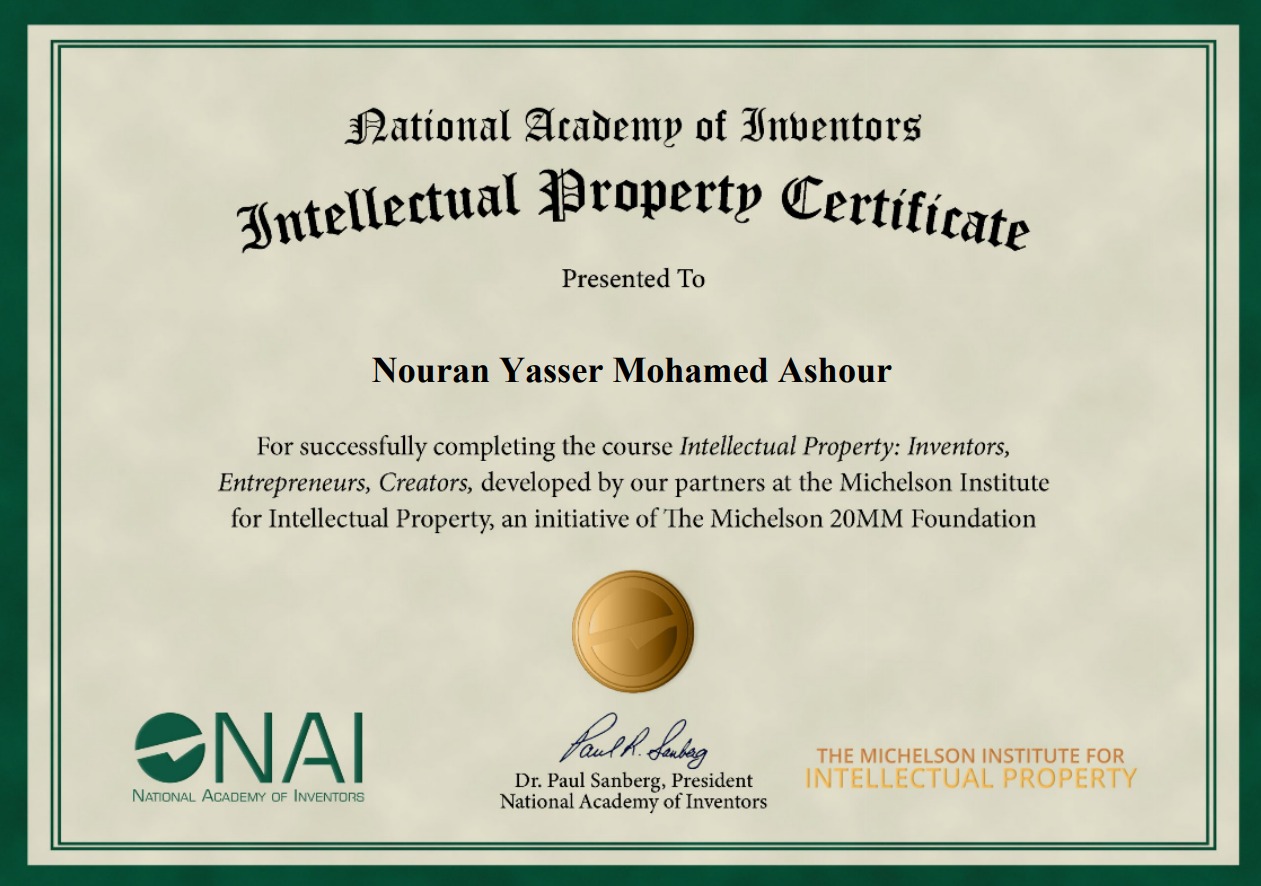 National Academy of Inventors
Intellectual Property Certificate
Presented To
Nouran Yasser Mohamed Ashour
For successfully completing the course Intellectual Property: Inventors,
Entrepreneurs, Creators, developed by our partners at the Michelson Institute
for Intellectual Property, an initiative of The Michelson 20MM Foundation
NAI
NATIONAL ACADEMY OF INVENTORS
Paul R. Sanberg
Dr. Paul Sanberg, President
National Academy of Inventors
THE MICHELSON INSTITUTE FOR
INTELLECTUAL PROPERTY